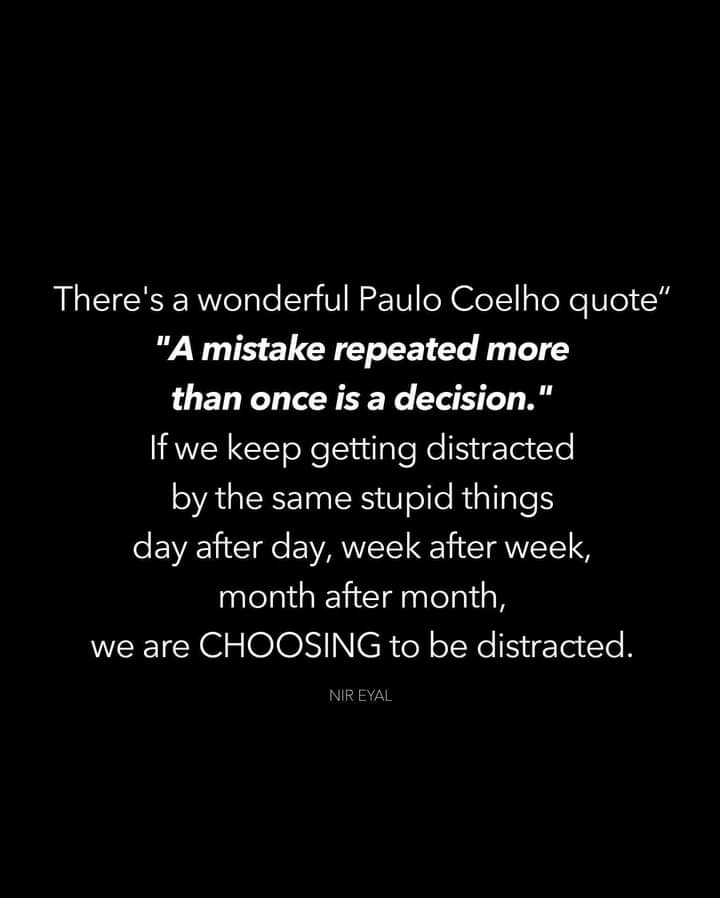 There's a wonderful Paulo Coelho quote“
"A mistake repeated more
than once is a decision."
If we keep getting distracted
by the same stupid things
day after day, week after week,
month after month,
we are CHOOSING to be distracted.
NIR EYAL